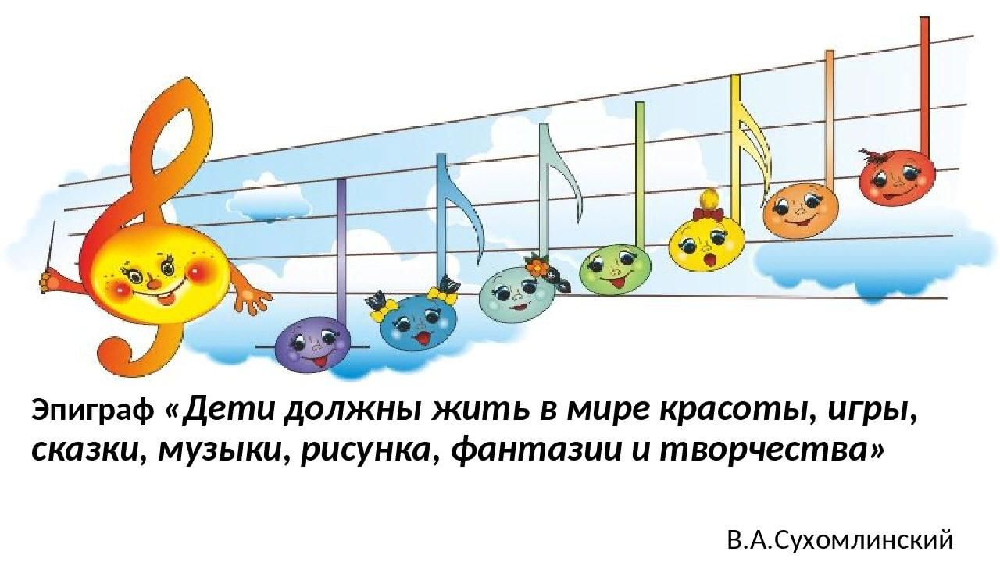 Эпиграф «Дети должны жить в мире красоты, игры,
сказки, музыки, рисунка, фантазии и творчества»
В.А.Сухомлинский